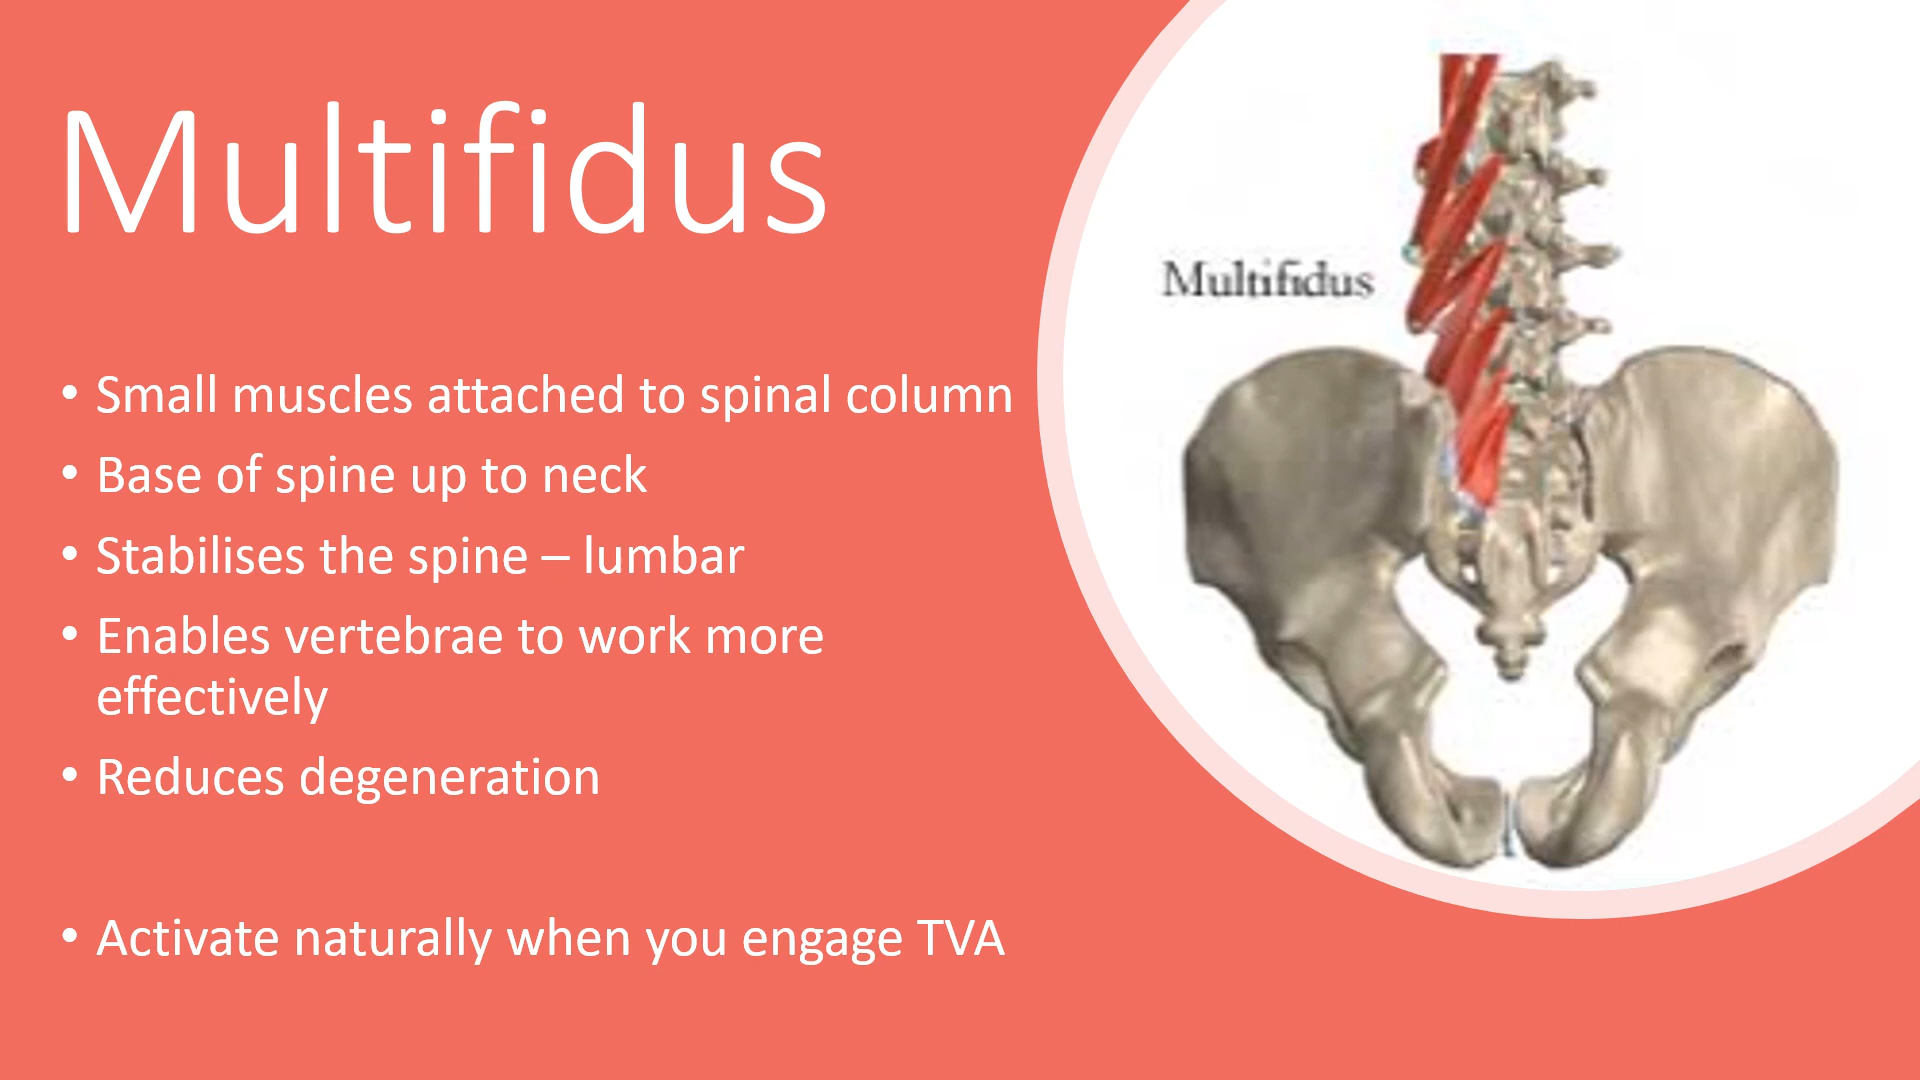 Multifidus
• Small muscles attached to spinal column
• Base of spine up to neck
• Stabilises the spine – lumbar
• Enables vertebrae to work more
effectively
• Reduces degeneration
• Activate naturally when you engage TVA
Multifidus